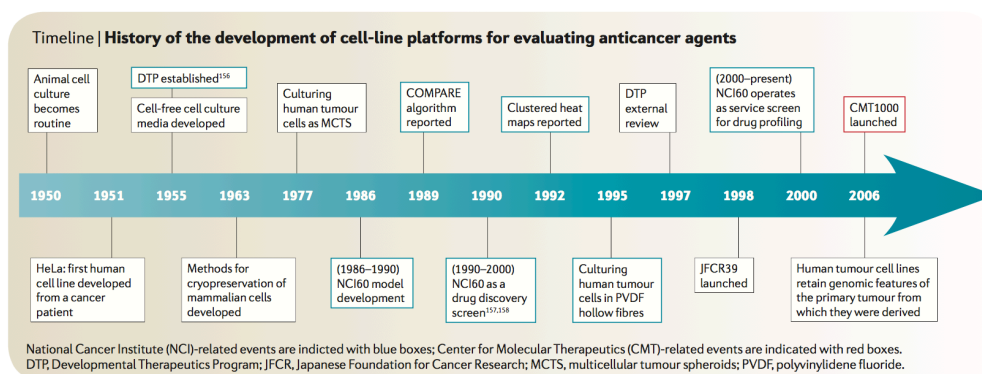 Timeline | History of the development of cell-line platforms for evaluating anticancer agents
Animal cell
culture
becomes
routine
DTP established156
Cell-free cell culture
media developed
Culturing
human tumour
cells as MCTS
COMPARE
algorithm
reported
Clustered heat
maps reported
DTP
external
review
(2000–present)
NCI60 operates
as service screen
for drug profiling
CMT1000
launched
1950 1951 1955 1963 1977 1986 1989 1990 1992 1995 1997 1998 2000 2006
HeLa: first human
cell line developed
from a cancer
patient
Methods for
cryopreservation of
mammalian cells
developed
(1986–1990)
NCI60 model
development
(1990–2000)
NCI60 as a
drug discovery
screen157,158
Culturing
human tumour
cells in PVDF
hollow fibres
JFCR39
launched
Human tumour cell lines
retain genomic features of
the primary tumour from
which they were derived
National Cancer Institute (NCI)-related events are indicted with blue boxes; Center for Molecular Therapeutics (CMT)-related events are indicated with red boxes.
DTP, Developmental Therapeutics Program; JFCR, Japanese Foundation for Cancer Research; MCTS, multicellular tumour spheroids; PVDF, polyvinylidene fluoride.